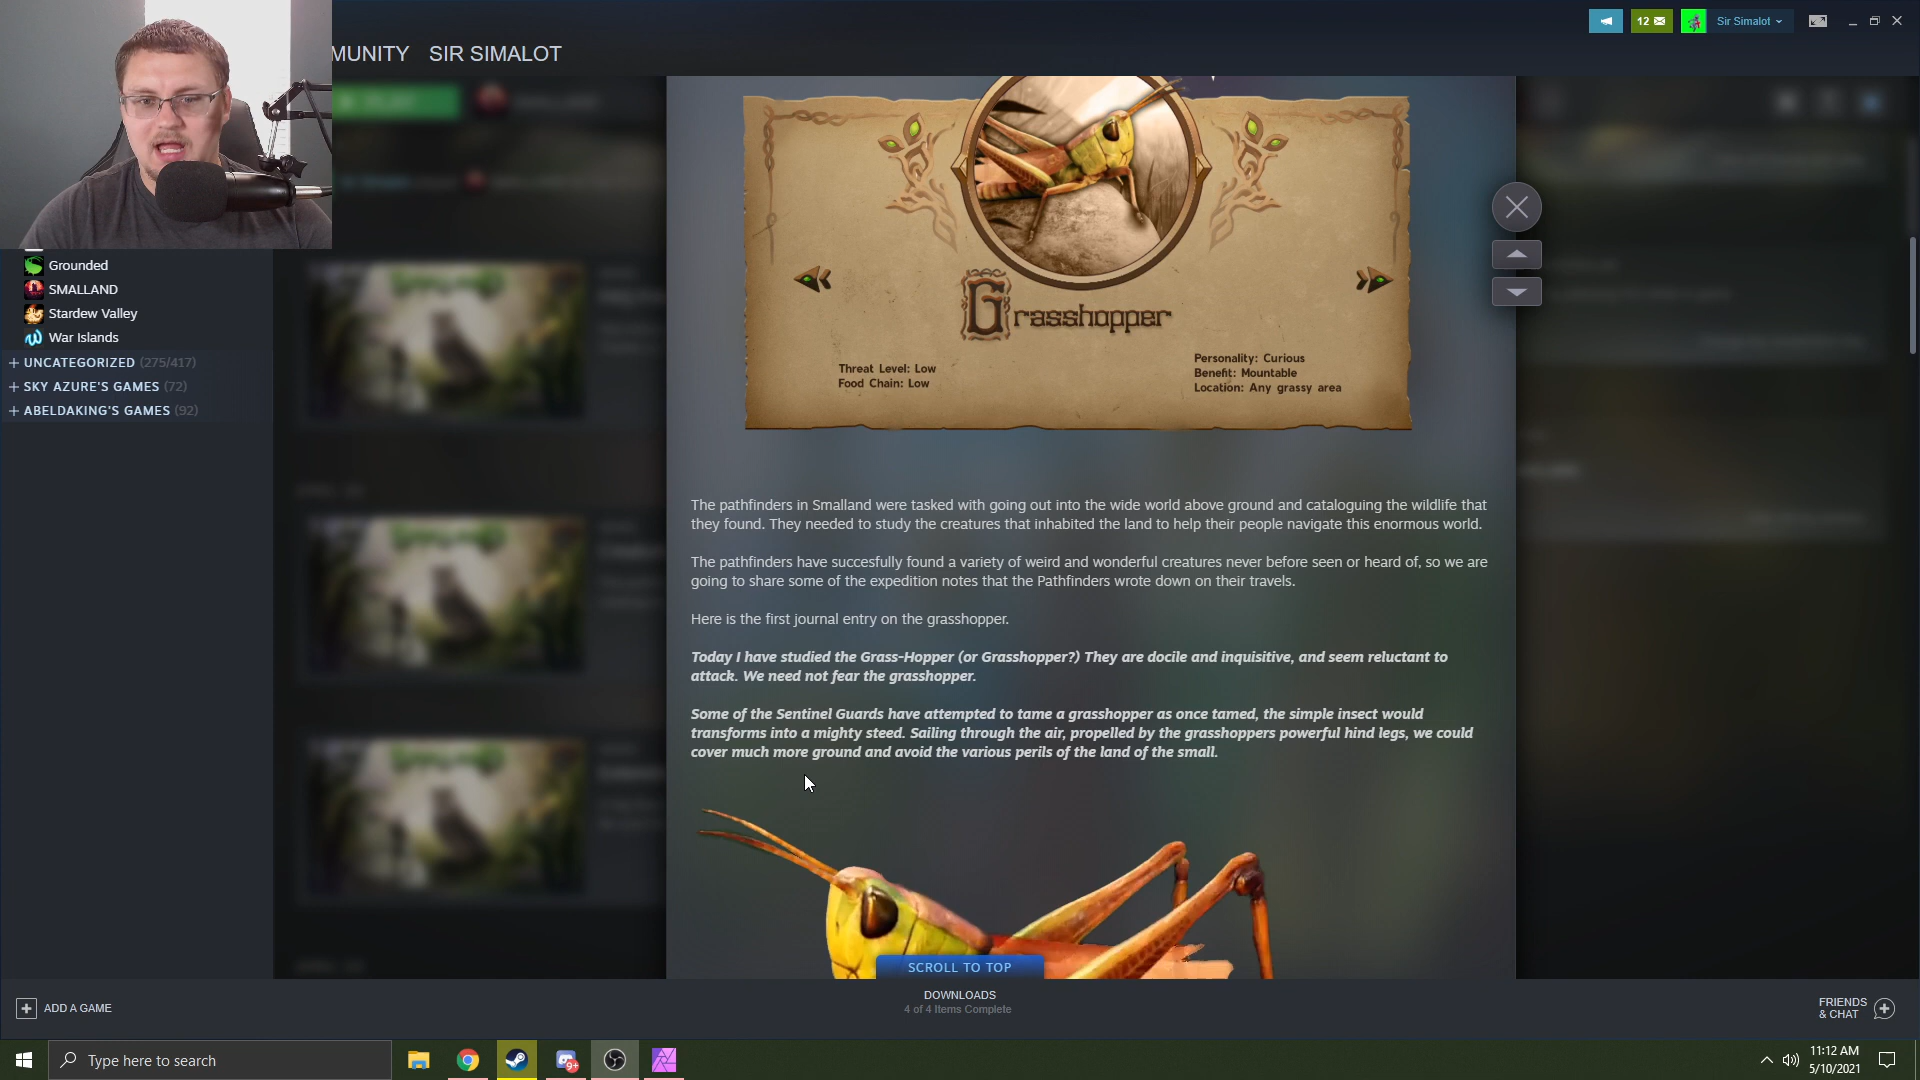 12
Sir Simalot
MUNITY SIR SIMALOT
Grasshopper
Threat Level: Low
Food Chain: Low
Personality: Curious
Benefit: Mountable
Location: Any grassy area
Grounded
SMALLAND
Stardew Valley
War Islands
+ UNCATEGORIZED (275/417)
+ SKY AZURE'S GAMES (72)
+ ABELDAKING'S GAMES (92)
The pathfinders in Smalland were tasked with going out into the wide world above ground and cataloguing the wildlife that
they found. They needed to study the creatures that inhabited the land to help their people navigate this enormous world.
The pathfinders have succesfully found a variety of weird and wonderful creatures never before seen or heard of, so we are
going to share some of the expedition notes that the Pathfinders wrote down on their travels.
Here is the first journal entry on the grasshopper.
Today I have studied the Grass-Hopper (or Grasshopper?) They are docile and inquisitive, and seem reluctant to
attack. We need not fear the grasshopper.
Some of the Sentinel Guards have attempted to tame a grasshopper as once tamed, the simple insect would
transforms into a mighty steed. Sailing through the air, propelled by the grasshoppers powerful hind legs, we could
cover much more ground and avoid the various perils of the land of the small.
SCROLL TO TOP
ADD A GAME
DOWNLOADS
4 of 4 Items Complete
FRIENDS
& CHAT
Type here to search
9+
11:12 AM
5/10/2021